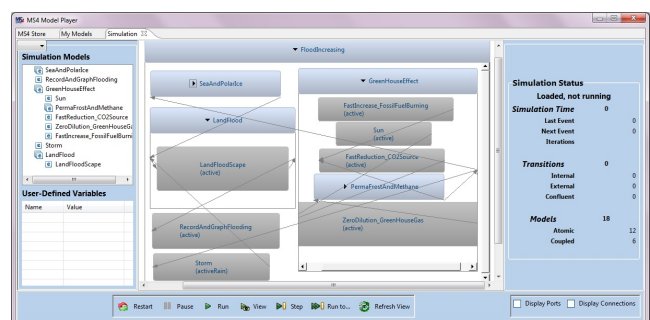 MS4 Model Player
MS4 Store My Models Simulation
Simulation Models
SeaAndPolarIce
RecordAndGraphFlooding
GreenHouseEffect
Sun
PermaFrostAndMethane
FastReduction_CO2Source
ZeroDilution_GreenHouseGa
FastIncrease_FossilFuelBurni
Storm
LandFlood
LandFloodScape
User-Defined Variables
Name Value
FloodIncreasing
SeaAndPolarIce
LandFlood
LandFloodScape
(active)
RecordAndGraphFlooding
(active)
Storm
(activeRain)
GreenHouseEffect
FastIncrease_FossilFuelBurning
(active)
Sun
(active)
FastReduction_CO2Source
(active)
PermaFrostAndMethane
ZeroDilution_GreenHouseGas
(active)
Simulation Status
Loaded, not running
Simulation Time 0
Last Event 0
Next Event 0
Iterations
Transitions 0
Internal 0
External 0
Confluent 0
Models 18
Atomic 12
Coupled 6
Restart Pause Run View Step Run to... Refresh View
Display Ports Display Connections